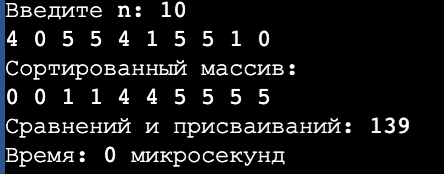 Введите n: 10
4 0 5 5 4 1 5 5 1 0
Сортированный массив:
0 0 1 1 4 4 5 5 5 5
Сравнений и присваиваний: 139
Время: 0 микросекунд